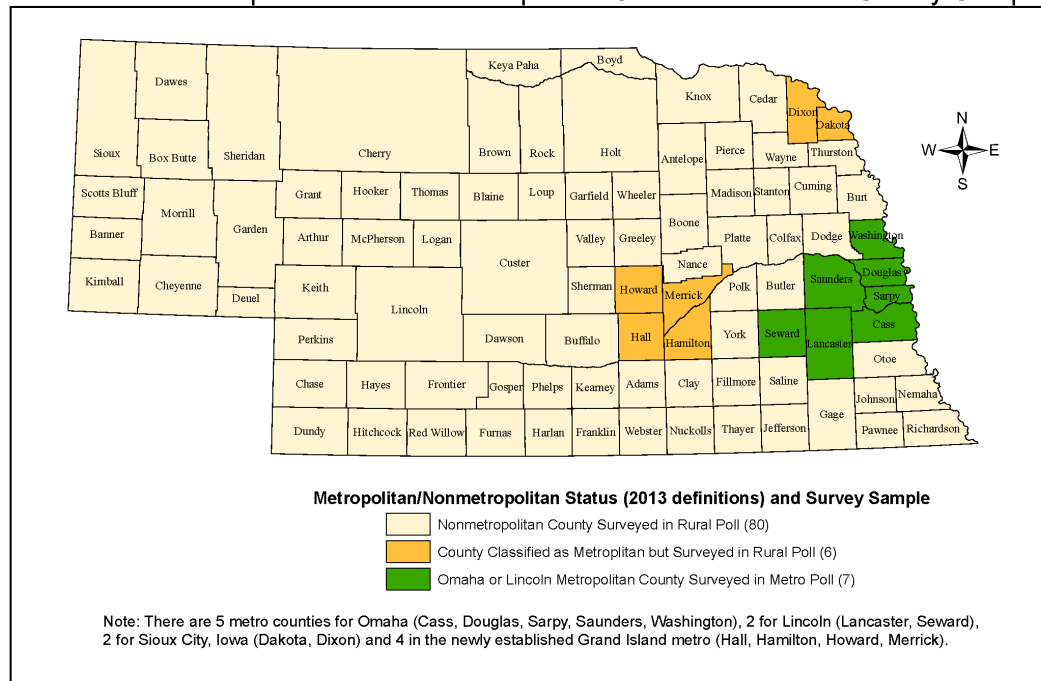 Keya Paha
Boyd
Dawes
Knox
Cedar
Dixon
Dakota
N
W
E
S
Sioux
Box Butte
Sheridan
Cherry
Brown
Rock
Holt
Antelope
Pierce
Wayne
Thurston
Scotts Bluff
Morrill
Garden
Grant
Hooker
Thomas
Blaine
Loup
Garfield
Wheeler
Boone
Madison
Stanton
Cuming
Burt
Banner
Arthur
McPherson
Logan
Custer
Valley
Greeley
Nance
Platte
Colfax
Dodge
Washington
Kimball
Cheyenne
Deuel
Keith
Lincoln
Sherman
Howard
Merrick
Polk
Butler
Saunders
Douglas
Sarpy
Cass
Perkins
Dawson
Buffalo
Hall
Hamilton
York
Seward
Lancaster
Otoe
Chase
Hayes
Frontier
Gosper
Phelps
Kearney
Adams
Clay
Fillmore
Saline
Gage
Johnson
Nemaha
Dundy
Hitchcock
Red Willow
Furnas
Harlan
Franklin
Webster
Nuckolls
Thayer
Jefferson
Pawnee
Richardson
Metropolitan/Nonmetropolitan Status (2013 definitions) and Survey Sample
Nonmetropolitan County Surveyed in Rural Poll (80)
County Classified as Metroplitan but Surveyed in Rural Poll (6)
Omaha or Lincoln Metropolitan County Surveyed in Metro Poll (7)
Note: There are 5 metro counties for Omaha (Cass, Douglas, Sarpy, Saunders, Washington), 2 for Lincoln (Lancaster, Seward),
2 for Sioux City, Iowa (Dakota, Dixon) and 4 in the newly established Grand Island metro (Hall, Hamilton, Howard, Merrick).